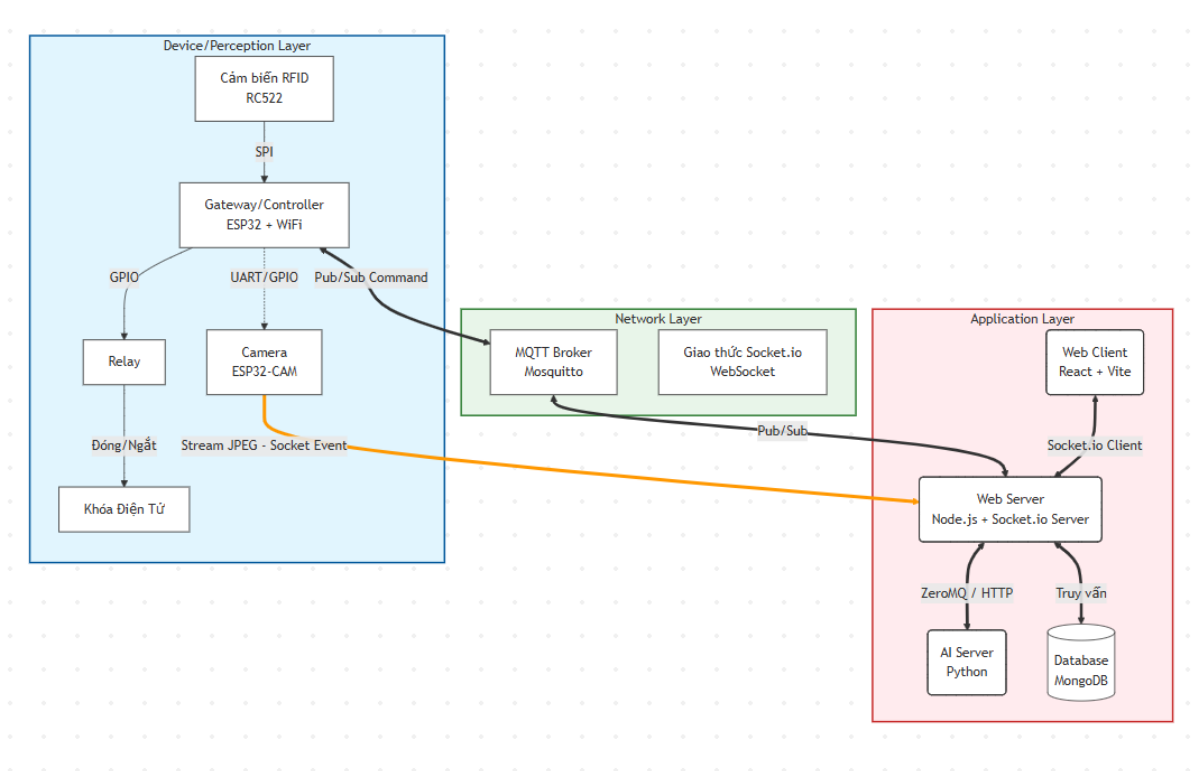 Device/Perception Layer
Cảm biến RFID
RC522
SPI
Gateway/Controller
ESP32 + WiFi
GPIO
UART/GPIO
Pub/Sub Command
Relay
Camera
ESP32-CAM
Đóng/Ngắt
Stream JPEG - Socket Event
Khóa Điện Tử
Network Layer
MQTT Broker
Mosquitto
Giao thức Socket.io
WebSocket
Pub/Sub
Application Layer
Web Client
React + Vite
Socket.io Client
Web Server
Node.js + Socket.io Server
ZeroMQ / HTTP
Truy vấn
AI Server
Python
Database
MongoDB